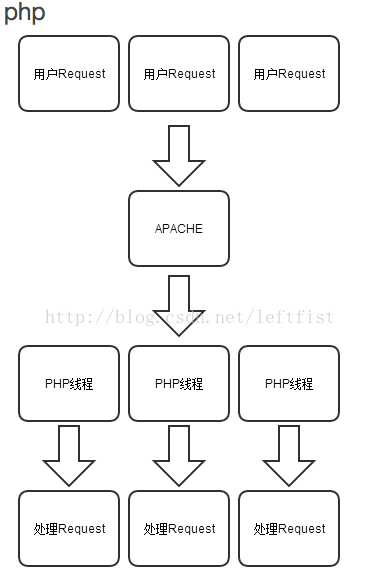 php
用户Request 用户Request 用户Request
APACHE
http://blog.csdn.net/leftfist
PHP线程 PHP线程 PHP线程
处理Request 处理Request 处理Request